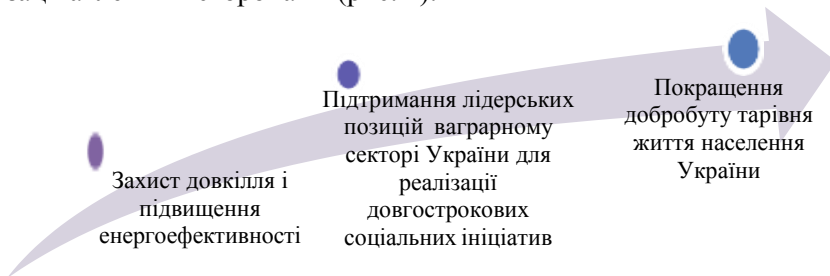 Захист довкілля і
підвищення
енергоефективності
Підтримання лідерських
позицій ваграрному
секторі України для
реалізації
довгострокових
соціальних ініціатив
Покращення
добробуту тарівня
життя населення
України